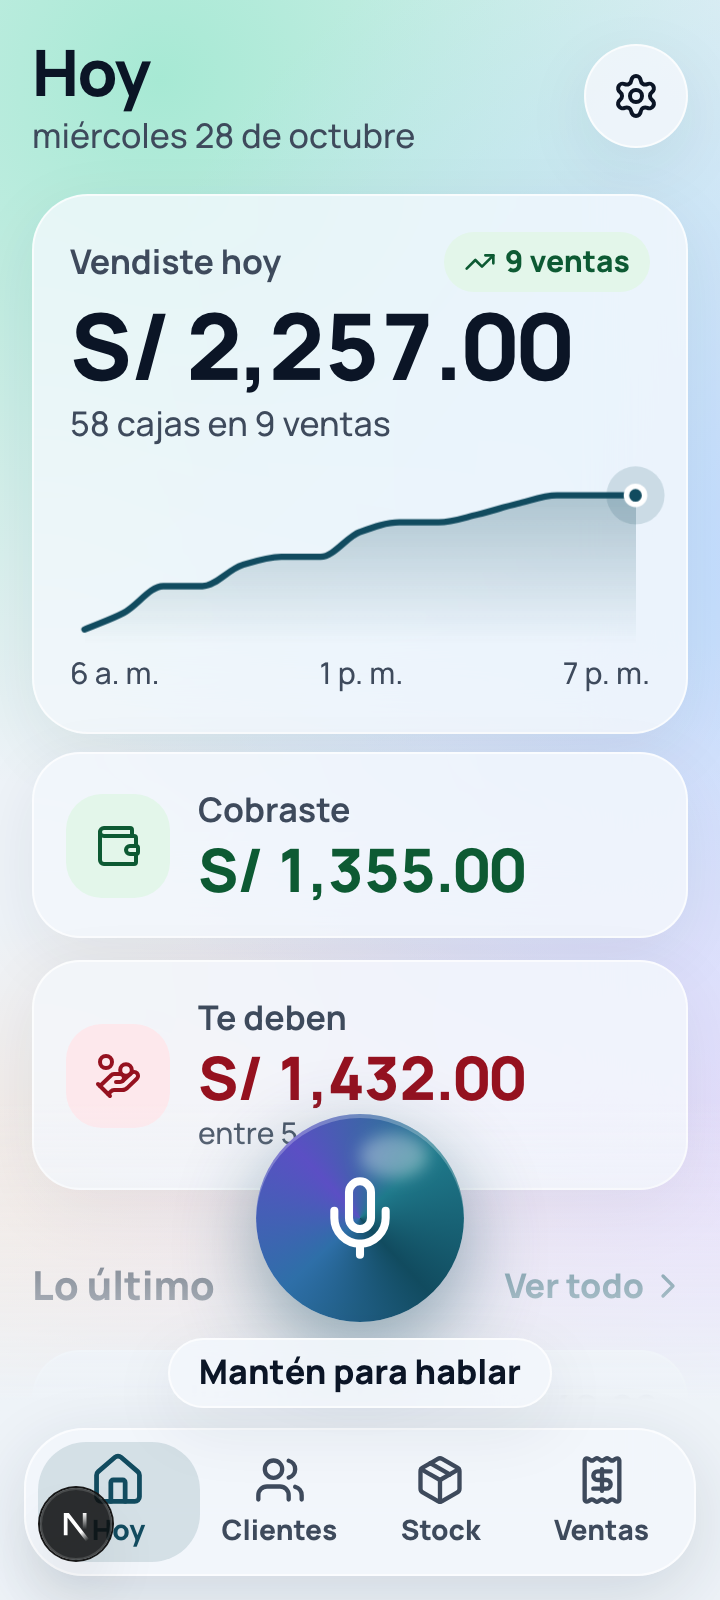 Hoy
miércoles 28 de octubre
Vendiste hoy
9 ventas
S/ 2,257.00
58 cajas en 9 ventas
6 a. m.
1 p. m.
7 p. m.
Cobraste
S/ 1,355.00
Te deben
S/ 1,432.00
entre 5
Lo último
Ver todo
Mantén para hablar
Hoy
Clientes
Stock
Ventas
N